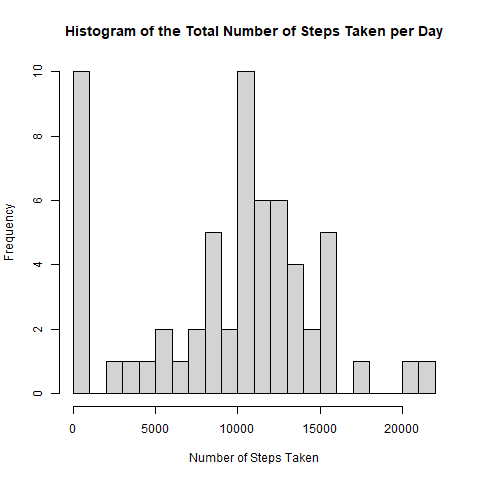 Histogram of the Total Number of Steps Taken per Day
Frequency
10
8
6
4
2
0
0 5000 10000 15000 20000
Number of Steps Taken